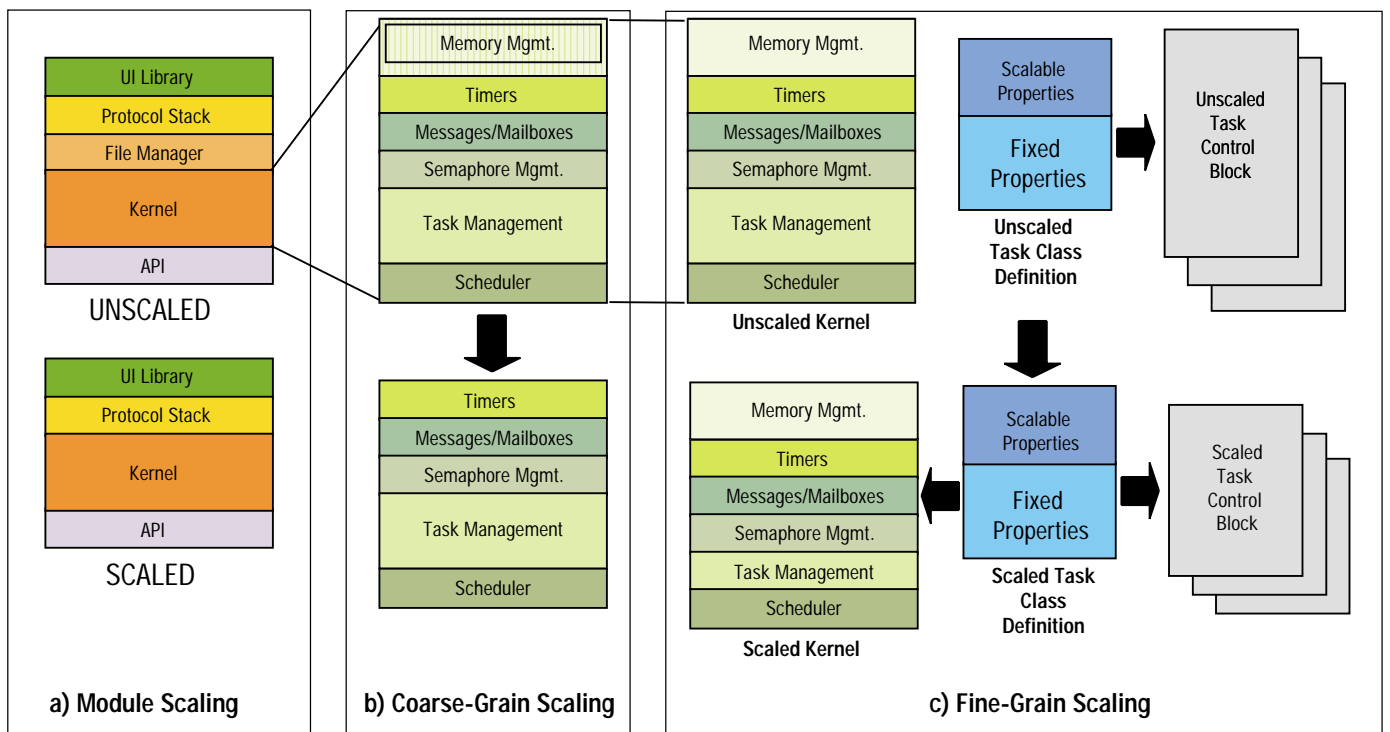 UI Library
Protocol Stack
File Manager
Kernel
API
UNSCALED
UI Library
Protocol Stack
Kernel
API
SCALED
a) Module Scaling
Memory Mgmt.
Timers
Messages/Mailboxes
Semaphore Mgmt.
Task Management
Scheduler
Timers
Messages/Mailboxes
Semaphore Mgmt.
Task Management
Scheduler
b) Coarse-Grain Scaling
Memory Mgmt.
Timers
Messages/Mailboxes
Semaphore Mgmt.
Task Management
Scheduler
Unscaled Kernel
Scalable
Properties
Fixed
Properties
Unscaled
Task Class
Definition
Unscaled
Task
Control
Block
Memory Mgmt.
Timers
Messages/Mailboxes
Semaphore Mgmt.
Task Management
Scheduler
Scaled Kernel
Scalable
Properties
Fixed
Properties
Scaled Task
Class
Definition
Scaled
Task
Control
Block
c) Fine-Grain Scaling